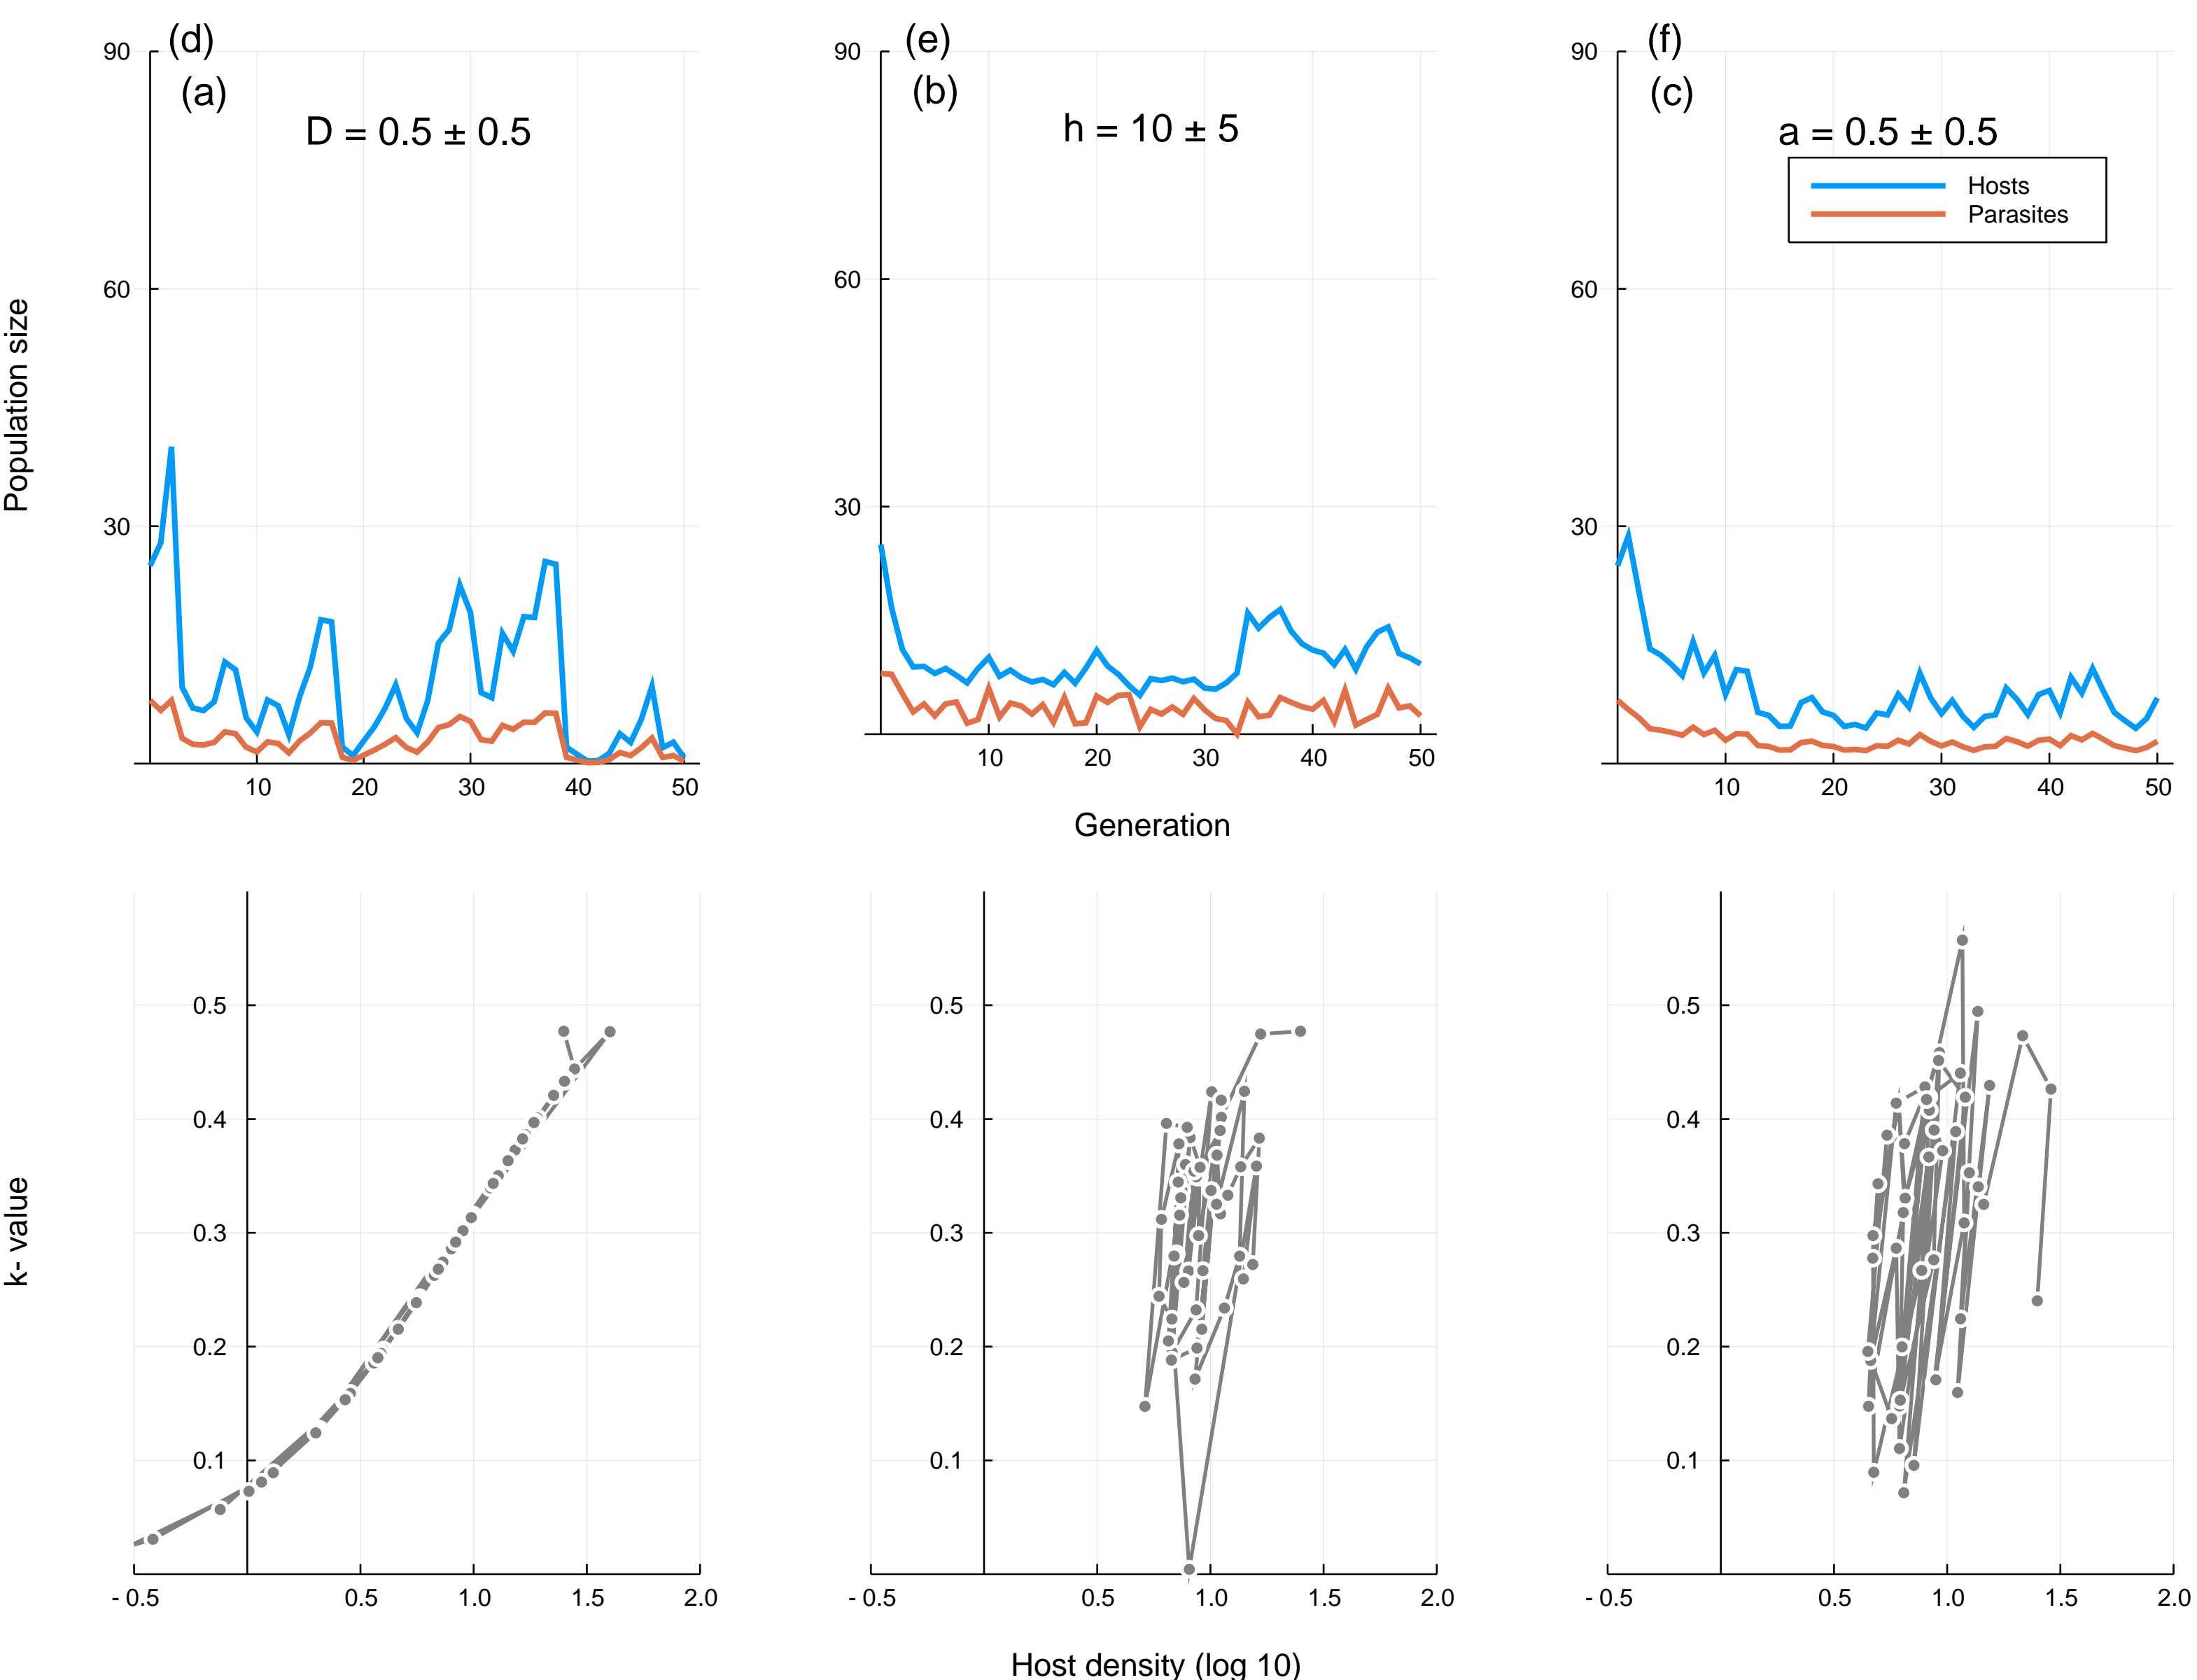 (d)
(e)
(f)
(a)
(b)
(c)
D = 0.5 ± 0.5
h = 10 ± 5
a = 0.5 ± 0.5
Hosts
Parasites
Population size
90
60
30
10 20 30 40 50
90
60
30
10 20 30 40 50
90
60
30
10 20 30 40 50
Generation
k- value
0.5
0.4
0.3
0.2
0.1
- 0.5 0.5 1.0 1.5 2.0
0.5
0.4
0.3
0.2
0.1
- 0.5 0.5 1.0 1.5 2.0
0.5
0.4
0.3
0.2
0.1
- 0.5 0.5 1.0 1.5 2.0
Host density (log 10)